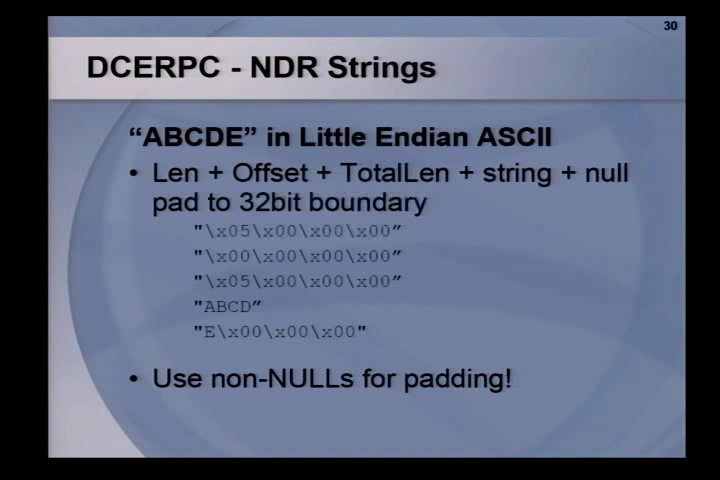 30
DCERPC - NDR Strings
“ABCDE” in Little Endian ASCII
• Len + Offset + TotalLen + string + null
pad to 32bit boundary
"\x05\x00\x00\x00”
"\x00\x00\x00\x00”
"\x05\x00\x00\x00”
"ABCD”
"E\x00\x00\x00"
• Use non-NULLs for padding!